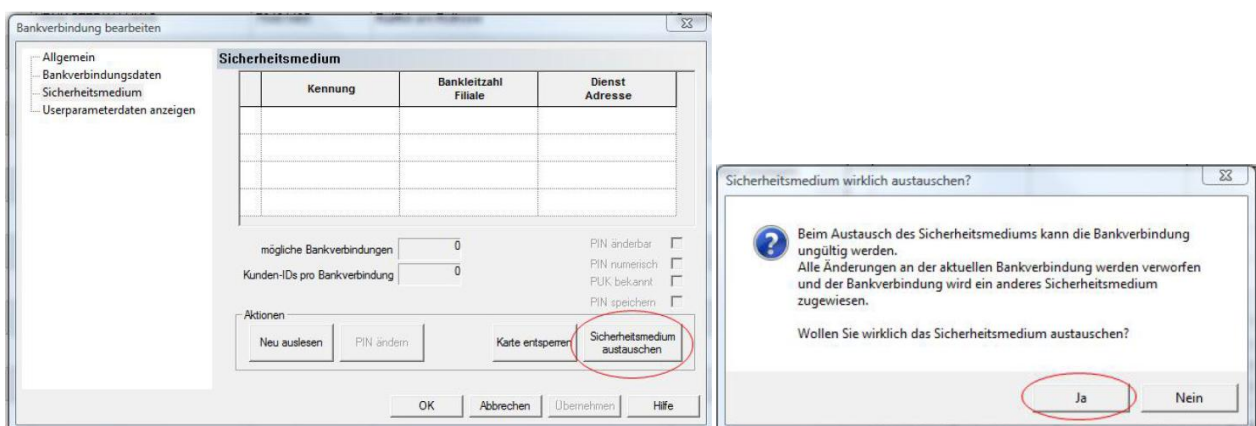 Bankverbindung bearbeiten
Allgemein
Bankverbindungsdaten
Sicherheitsmedium
Userparameterdaten anzeigen
Sicherheitsmedium
Kennung
Bankleitzahl
Filiale
Dienst
Adresse
mögliche Bankverbindungen 0
Kunden-IDs pro Bankverbindung 0
PIN änderbar
PIN numerisch
PUK bekannt
PIN speichern
Aktionen
Neu auslesen
PIN ändern
Karte entsperren
Sicherheitsmedium
austauschen
OK
Abbrechen
Übernehmen
Hilfe
Sicherheitsmedium wirklich austauschen?
Beim Austausch des Sicherheitsmediums kann die Bankverbindung
ungültig werden.
Alle Änderungen an der aktuellen Bankverbindung werden verworfen
und der Bankverbindung wird ein anderes Sicherheitsmedium
zugewiesen.
Wollen Sie wirklich das Sicherheitsmedium austauschen?
Ja
Nein